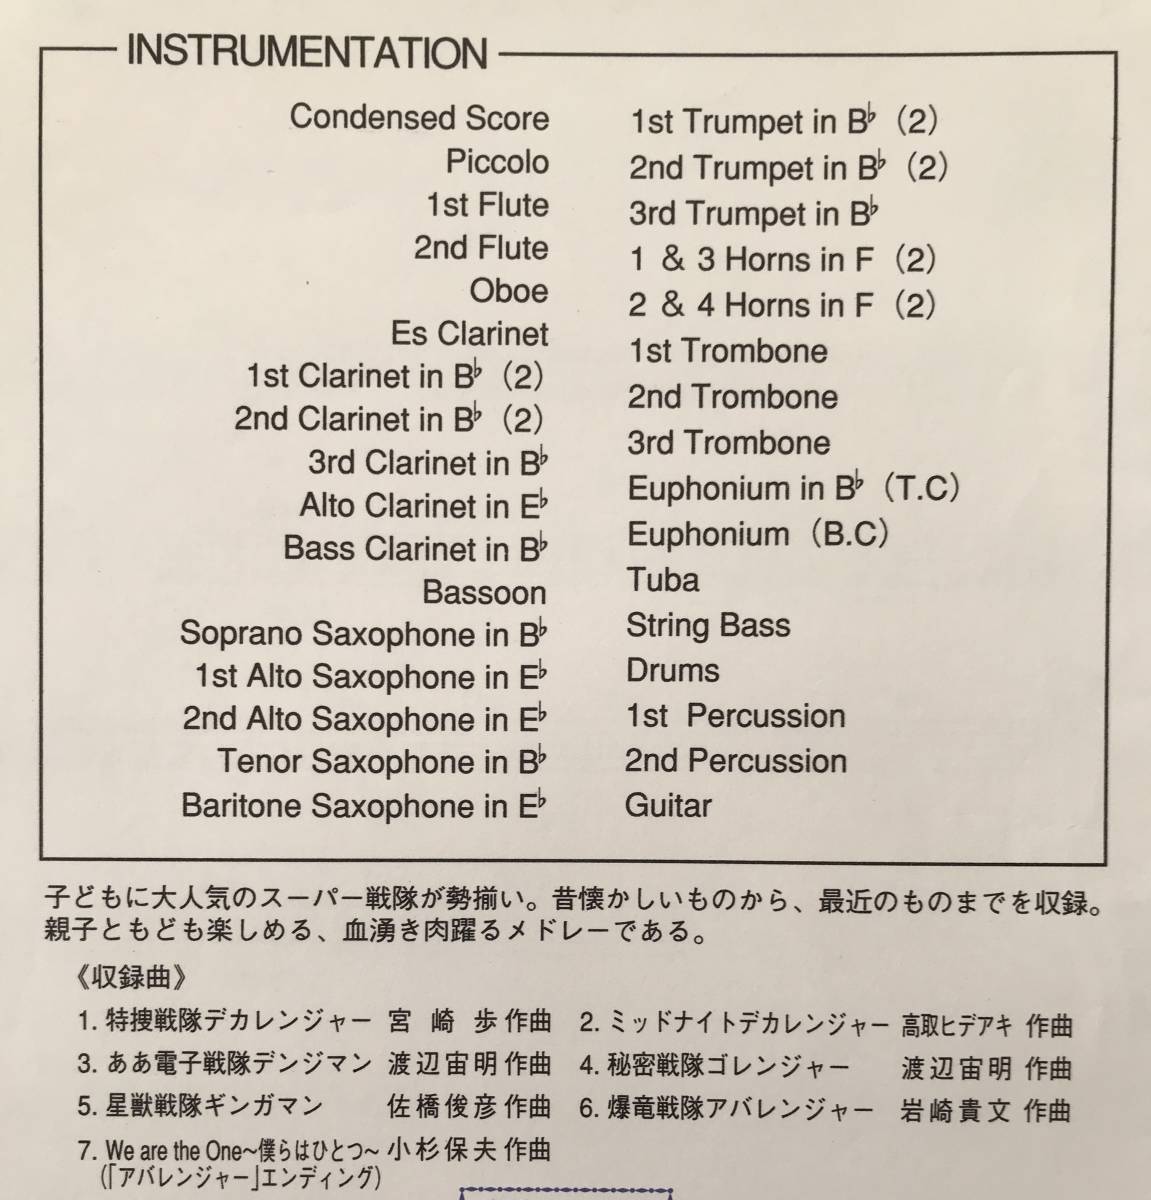 INSTRUMENTATION
Condensed Score
Piccolo
1st Flute
2nd Flute
Oboe
Es Clarinet
1st Clarinet in B♭ (2)
2nd Clarinet in B♭ (2)
3rd Clarinet in B♭
Alto Clarinet in E♭
Bass Clarinet in B♭
Bassoon
Soprano Saxophone in B♭
1st Alto Saxophone in E♭
2nd Alto Saxophone in E♭
Tenor Saxophone in B♭
Baritone Saxophone in E♭
1st Trumpet in B♭ (2)
2nd Trumpet in B♭ (2)
3rd Trumpet in B♭
1 & 3 Horns in F (2)
2 & 4 Horns in F (2)
1st Trombone
2nd Trombone
3rd Trombone
Euphonium in B♭ (T.C)
Euphonium (B.C)
Tuba
String Bass
Drums
1st Percussion
2nd Percussion
Guitar
子どもに大人気のスーパー戦隊が勢揃い。昔懐かしいものから、最近のものまでを収録。
親子ともども楽しめる、血湧き肉躍るメドレーである。
《収録曲》
1. 特捜戦隊デカレンジャー 宮崎歩 作曲 2. ミッドナイトデカレンジャー 高取ヒデアキ 作曲
3. ああ電子戦隊デンジマン 渡辺宙明 作曲 4. 秘密戦隊ゴレンジャー 渡辺宙明 作曲
5. 星獣戦隊ギンガマン 佐橋俊彦 作曲 6. 爆竜戦隊アバレンジャー 岩崎貴文 作曲
7. We are the One~僕らはひとつ~ 小杉保夫 作曲
(「アバレンジャー」エンディング)